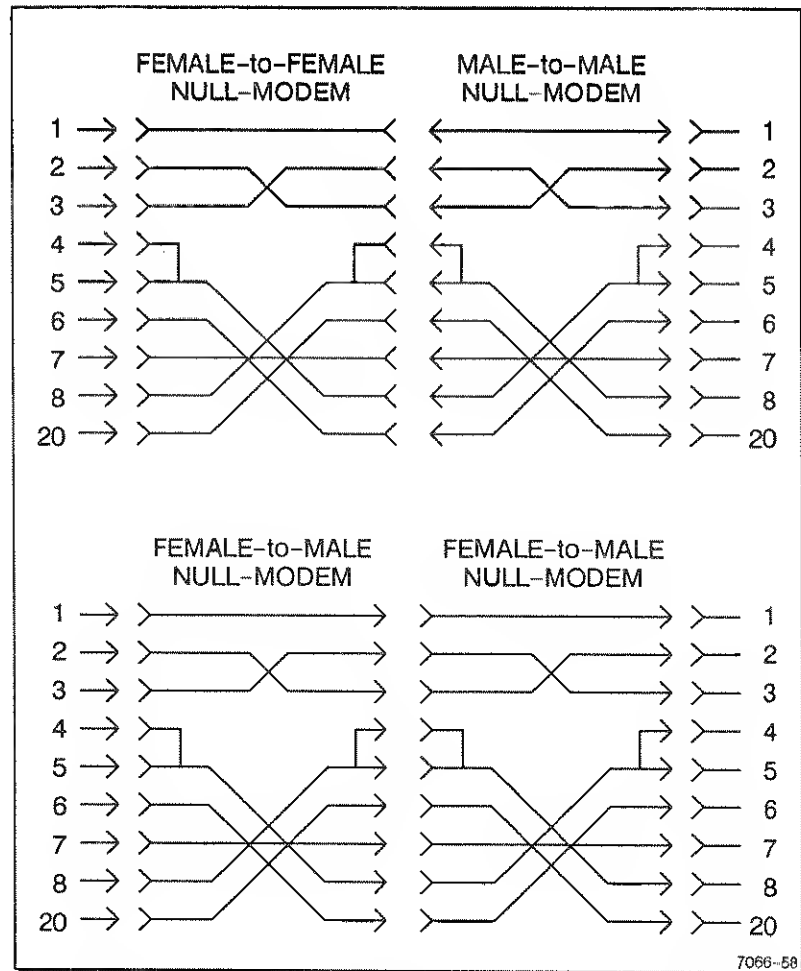 FEMALE-to-FEMALE
NULL-MODEM
MALE-to-MALE
NULL-MODEM
1 1
2 2
3 3
4 4
5 5
6 6
7 7
8 8
20 20
FEMALE-to-MALE
NULL-MODEM
FEMALE-to-MALE
NULL-MODEM
1 1
2 2
3 3
4 4
5 5
6 6
7 7
8 8
20 20
7066-58